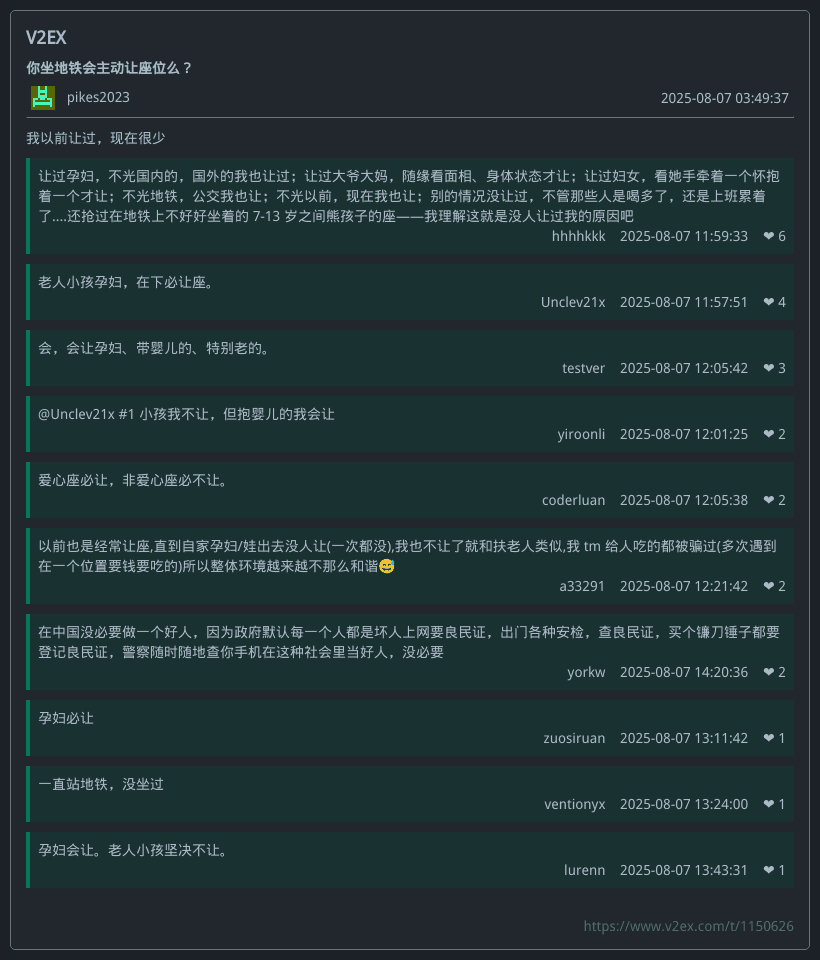 V2EX
你坐地铁会主动让座位么？
pikes2023 2025-08-07 03:49:37
我以前让过，现在很少
让过孕妇，不光国内的，国外的我也让过；让过大爷大妈，随缘看面相、身体状态才让；让过妇女，看她手牵着一个怀抱
着一个才让；不光地铁，公交我也让；不光以前，现在我也让；别的情况没让过，不管那些人是喝多了，还是上班累着
了....还抢过在地铁上不好好坐着的 7-13 岁之间熊孩子的座——我理解这就是没人让过我的原因吧
hhhhkkk 2025-08-07 11:59:33 ❤ 6
老人小孩孕妇，在下必让座。
Unclev21x 2025-08-07 11:57:51 ❤ 4
会，会让孕妇、带婴儿的、特别老的。
testver 2025-08-07 12:05:42 ❤ 3
@Unclev21x #1 小孩我不让，但抱婴儿的我会让
yiroonli 2025-08-07 12:01:25 ❤ 2
爱心座必让，非爱心座必不让。
coderluan 2025-08-07 12:05:38 ❤ 2
以前也是经常让座,直到自家孕妇/娃出去没人让(一次都没),我也不让了就和扶老人类似,我 tm 给人吃的都被骗过(多次遇到
在一个位置要钱要吃的)所以整体环境越来越不那么和谐😅
a33291 2025-08-07 12:21:42 ❤ 2
在中国没必要做一个好人，因为政府默认每一个人都是坏人上网要良民证，出门各种安检，查良民证，买个镰刀锤子都要
登记良民证，警察随时随地查你手机在这种社会里当好人，没必要
yorkw 2025-08-07 14:20:36 ❤ 2
孕妇必让
zuosiruan 2025-08-07 13:11:42 ❤ 1
一直站地铁，没坐过
ventionyx 2025-08-07 13:24:00 ❤ 1
孕妇会让。老人小孩坚决不让。
lurenn 2025-08-07 13:43:31 ❤ 1
https://www.v2ex.com/t/1150626